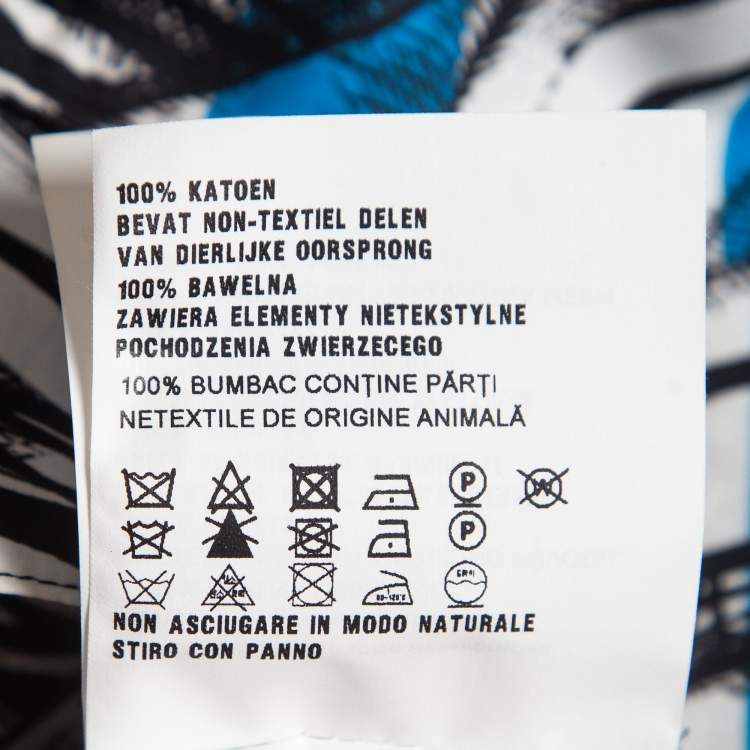 100% KATOEN
BEVAT NON-TEXTIEL DELEN
VAN DIERLIJKE OORSPRONG
100% BAWELNA
ZAWIERA ELEMENTY NIETEKSTYLNE
POCHODZENIA ZWIERZECEGO
100% BUMBAC CONȚINE PĂRȚI
NETEXTILE DE ORIGINE ANIMALĂ
P W
P
NON ASCIUGARE IN MODO NATURALE
STIRO CON PANNO